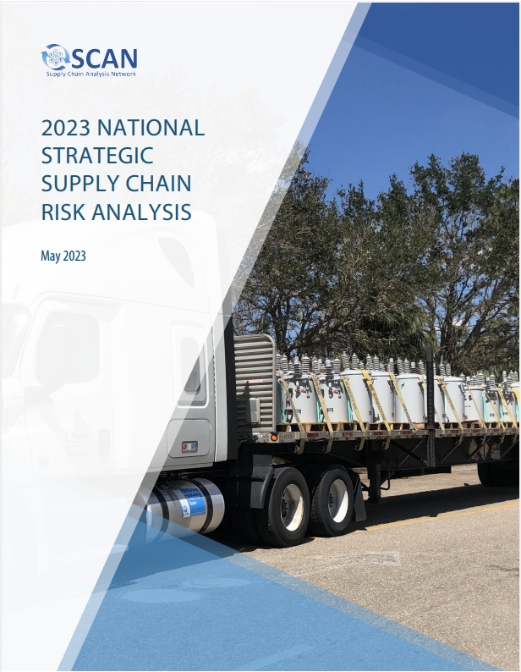 SCAN
Supply Chain Analysis Network
2023 NATIONAL
STRATEGIC
SUPPLY CHAIN
RISK ANALYSIS
May 2023